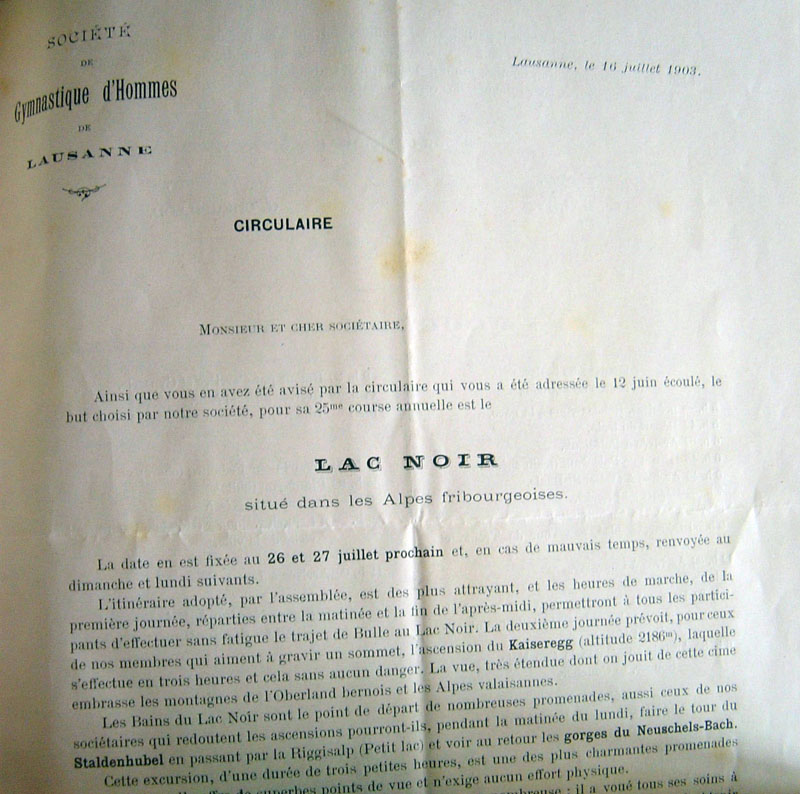 SOCIÉTÉ
DE
Gymnastique d'Hommes
DE
LAUSANNE
Lausanne, le 16 juillet 1903.
CIRCULAIRE
MONSIEUR ET CHER SOCIÉTAIRE,
Ainsi que vous en avez été avisé par la circulaire qui vous a été adressée le 12 juin écoulé, le
but choisi par notre société, pour sa 25me course annuelle est le
LAC NOIR
situé dans les Alpes fribourgeoises.
La date en est fixée au 26 et 27 juillet prochain et, en cas de mauvais temps, renvoyée au
dimanche et lundi suivants.
L'itinéraire adopté, par l'assemblée, est des plus attrayant, et les heures de marche, de la
première journée, réparties entre la matinée et la fin de l'après-midi, permettront à tous les partici-
pants d'effectuer sans fatigue le trajet de Bulle au Lac Noir. La deuxième journée prévoit, pour ceux
de nos membres qui aiment à gravir un sommet, l'ascension du Kaiseregg (altitude 2186m), laquelle
s'effectue en trois heures et cela sans aucun danger. La vue, très étendue dont on jouit de cette cime
embrasse les montagnes de l'Oberland bernois et les Alpes valaisannes.
Les Bains du Lac Noir sont le point de départ de nombreuses promenades, aussi ceux de nos
sociétaires qui redoutent les ascensions pourront-ils, pendant la matinée du lundi, faire le tour du
Staldenhubel en passant par la Riggisalp (Petit lac) et voir au retour les gorges du Neuschels-Bach.
Cette excursion, d'une durée de trois petites heures, est une des plus charmantes promenades
superbes points de vue et n'exige aucun effort physique.
: il a voué tous ses soins à